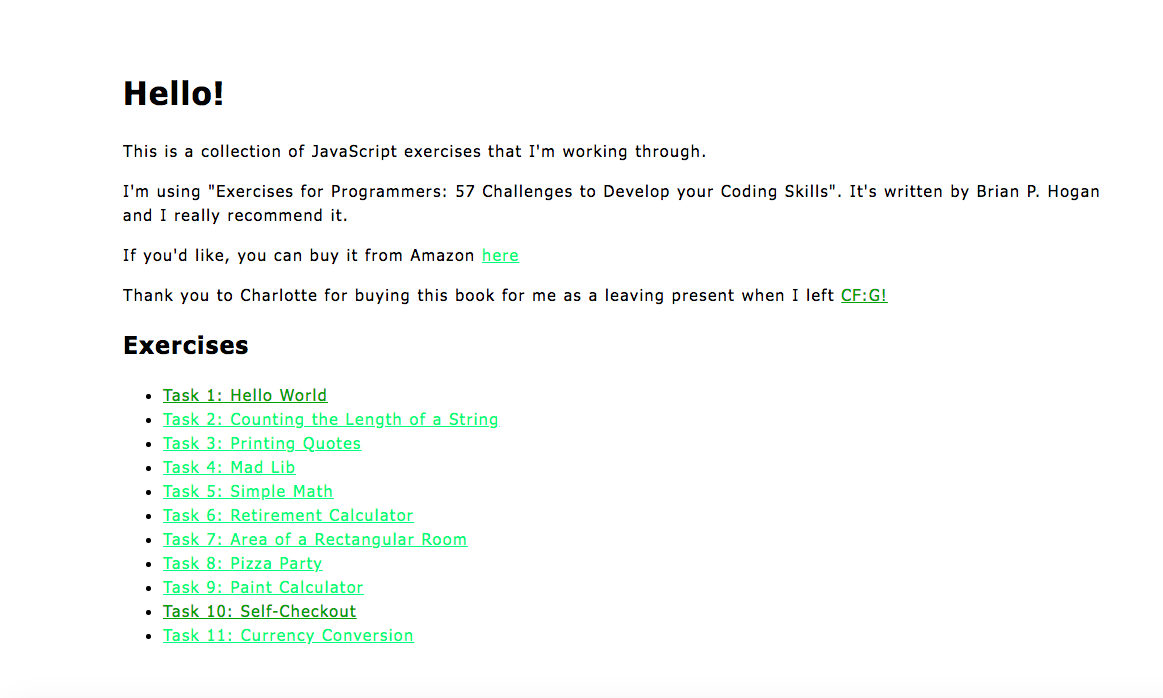 Hello!
This is a collection of JavaScript exercises that I'm working through.
I'm using "Exercises for Programmers: 57 Challenges to Develop your Coding Skills". It's written by Brian P. Hogan
and I really recommend it.
If you'd like, you can buy it from Amazon here
Thank you to Charlotte for buying this book for me as a leaving present when I left CF:G!
Exercises
Task 1: Hello World
Task 2: Counting the Length of a String
Task 3: Printing Quotes
Task 4: Mad Lib
Task 5: Simple Math
Task 6: Retirement Calculator
Task 7: Area of a Rectangular Room
Task 8: Pizza Party
Task 9: Paint Calculator
Task 10: Self-Checkout
Task 11: Currency Conversion